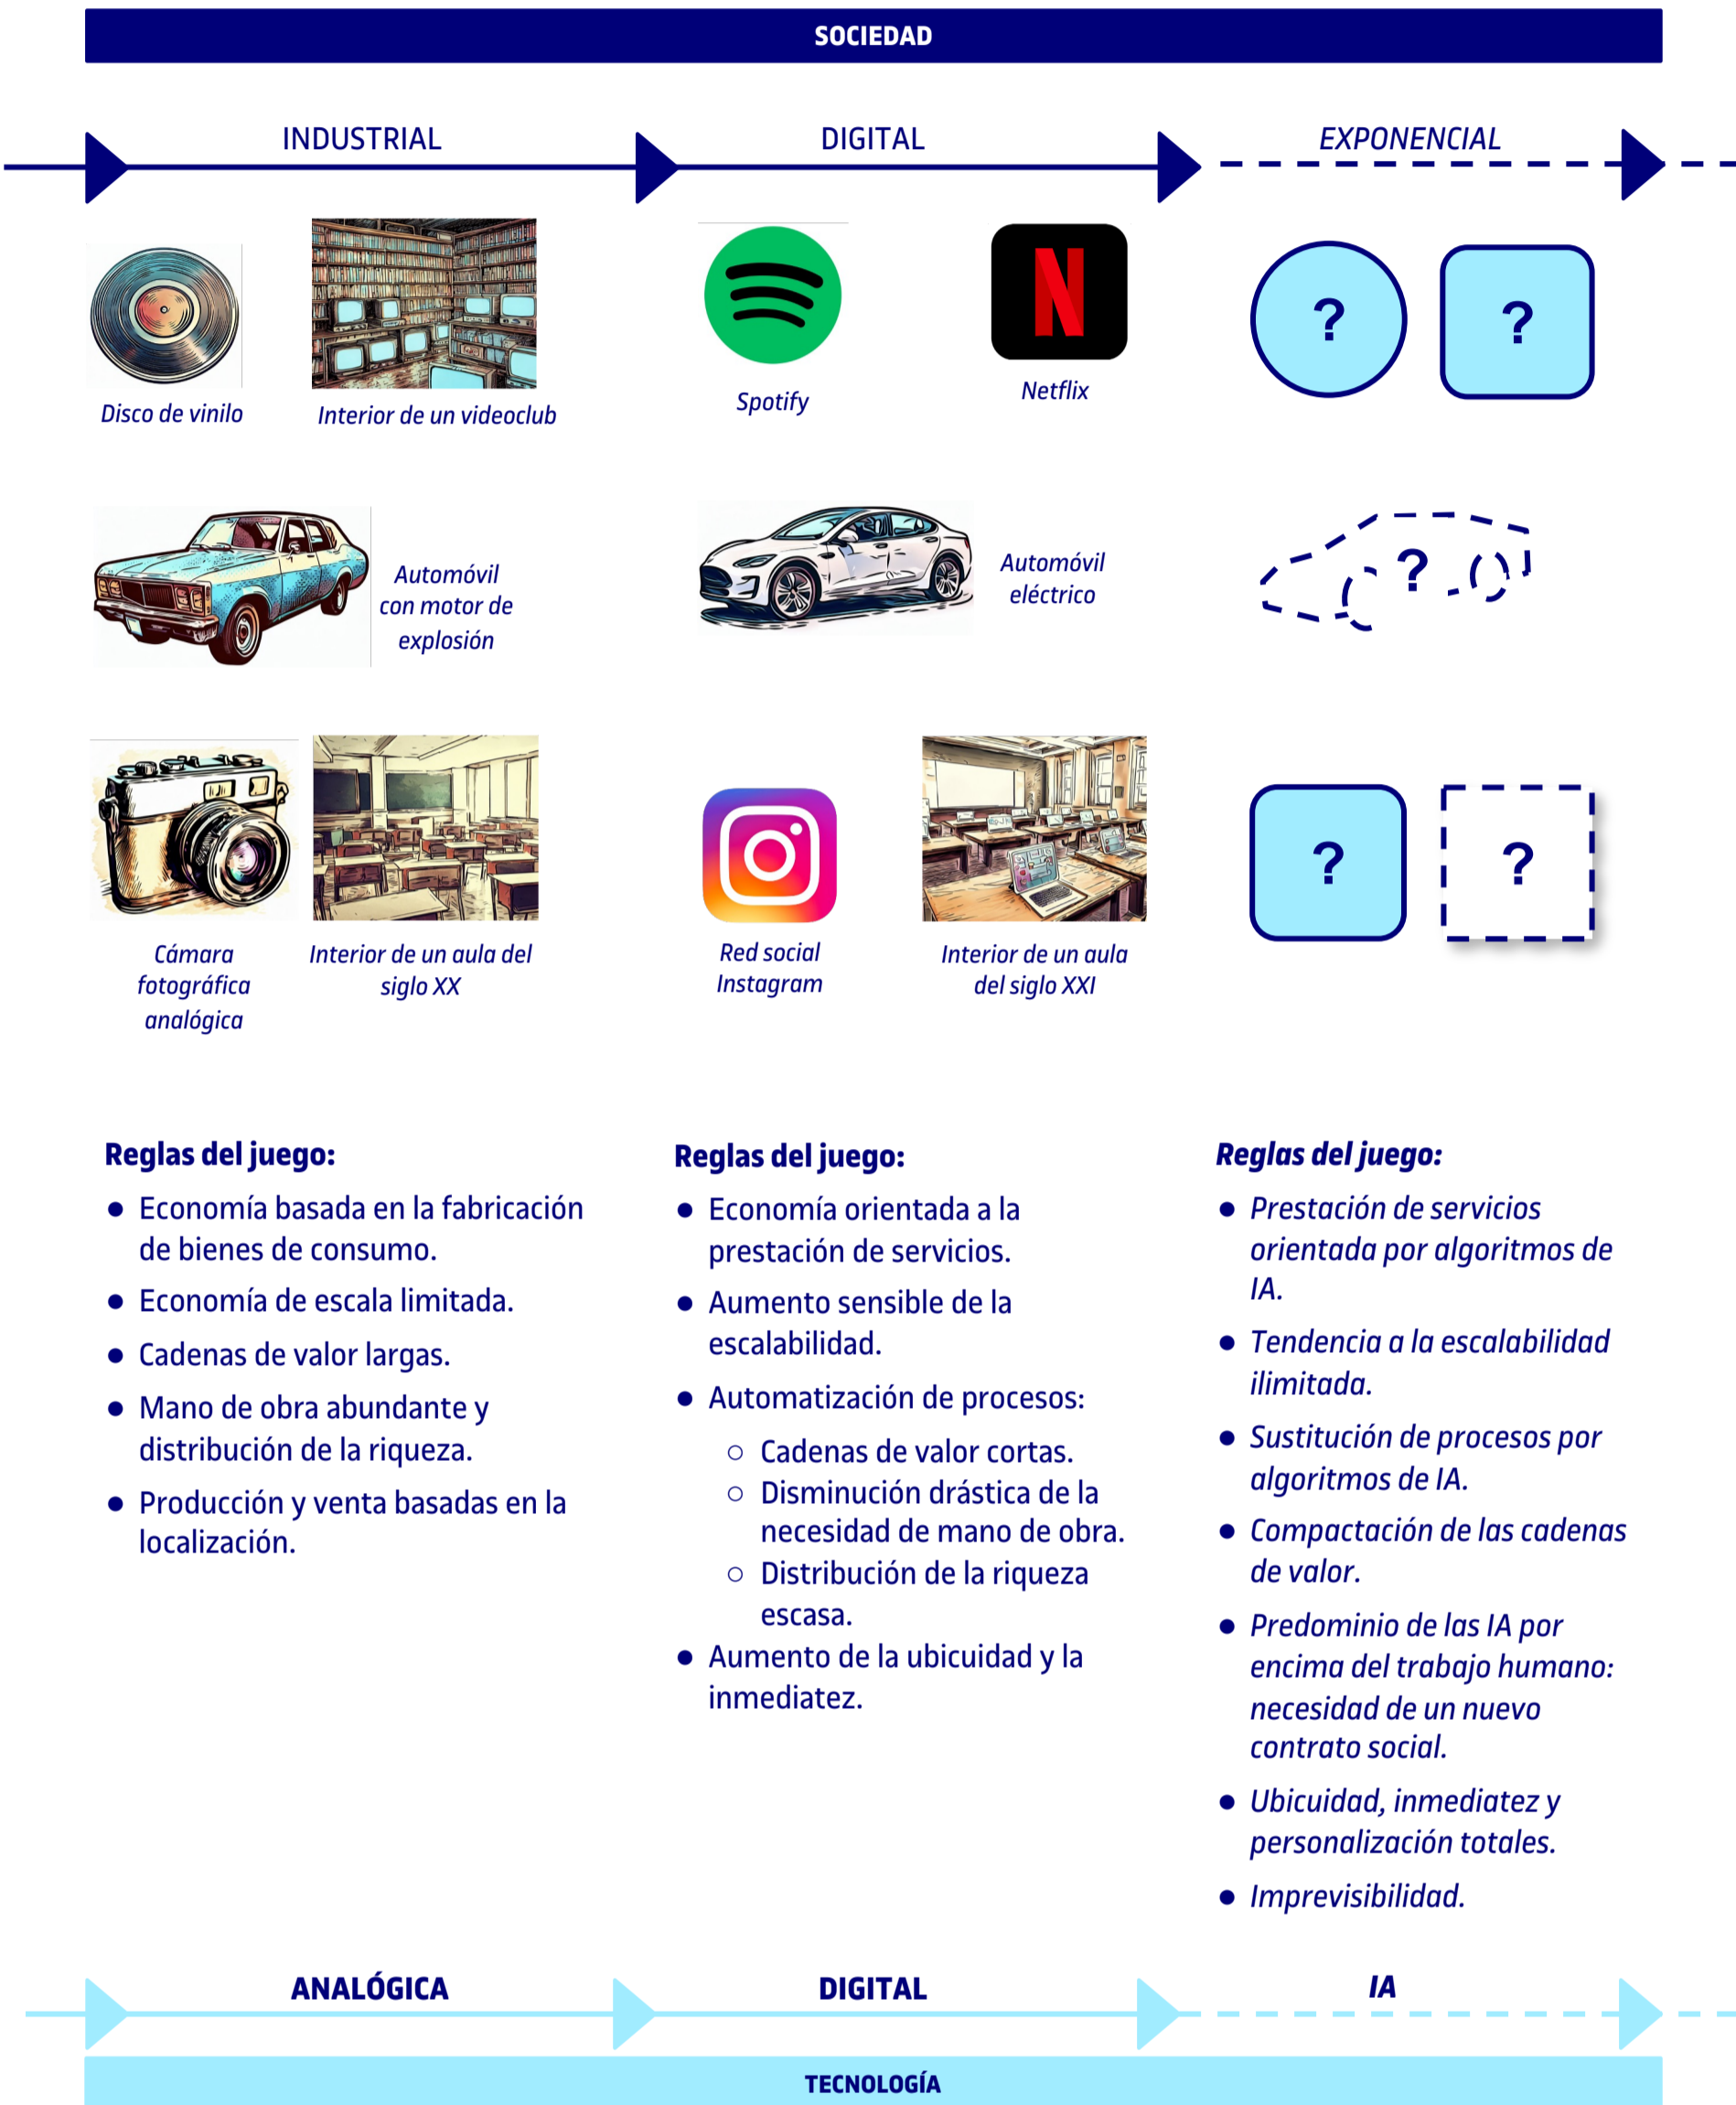 SOCIEDAD
INDUSTRIAL
DIGITAL
EXPONENCIAL
Disco de vinilo
Interior de un videoclub
Spotify
N
Netflix
?
?
Automóvil
con motor de
explosión
Automóvil
eléctrico
?
Cámara
fotográfica
analógica
Interior de un aula del
siglo XX
Red social
Instagram
Interior de un aula
del siglo XXI
?
?
Reglas del juego:
● Economía basada en la fabricación
de bienes de consumo.
● Economía de escala limitada.
● Cadenas de valor largas.
● Mano de obra abundante y
distribución de la riqueza.
● Producción y venta basadas en la
localización.
Reglas del juego:
● Economía orientada a la
prestación de servicios.
● Aumento sensible de la
escalabilidad.
● Automatización de procesos:
○ Cadenas de valor cortas.
○ Disminución drástica de la
necesidad de mano de obra.
○ Distribución de la riqueza
escasa.
● Aumento de la ubicuidad y la
inmediatez.
Reglas del juego:
● Prestación de servicios
orientada por algoritmos de
IA.
● Tendencia a la escalabilidad
ilimitada.
● Sustitución de procesos por
algoritmos de IA.
● Compactación de las cadenas
de valor.
● Predominio de las IA por
encima del trabajo humano:
necesidad de un nuevo
contrato social.
● Ubicuidad, inmediatez y
personalización totales.
● Imprevisibilidad.
ANALÓGICA
DIGITAL
IA
TECNOLOGÍA